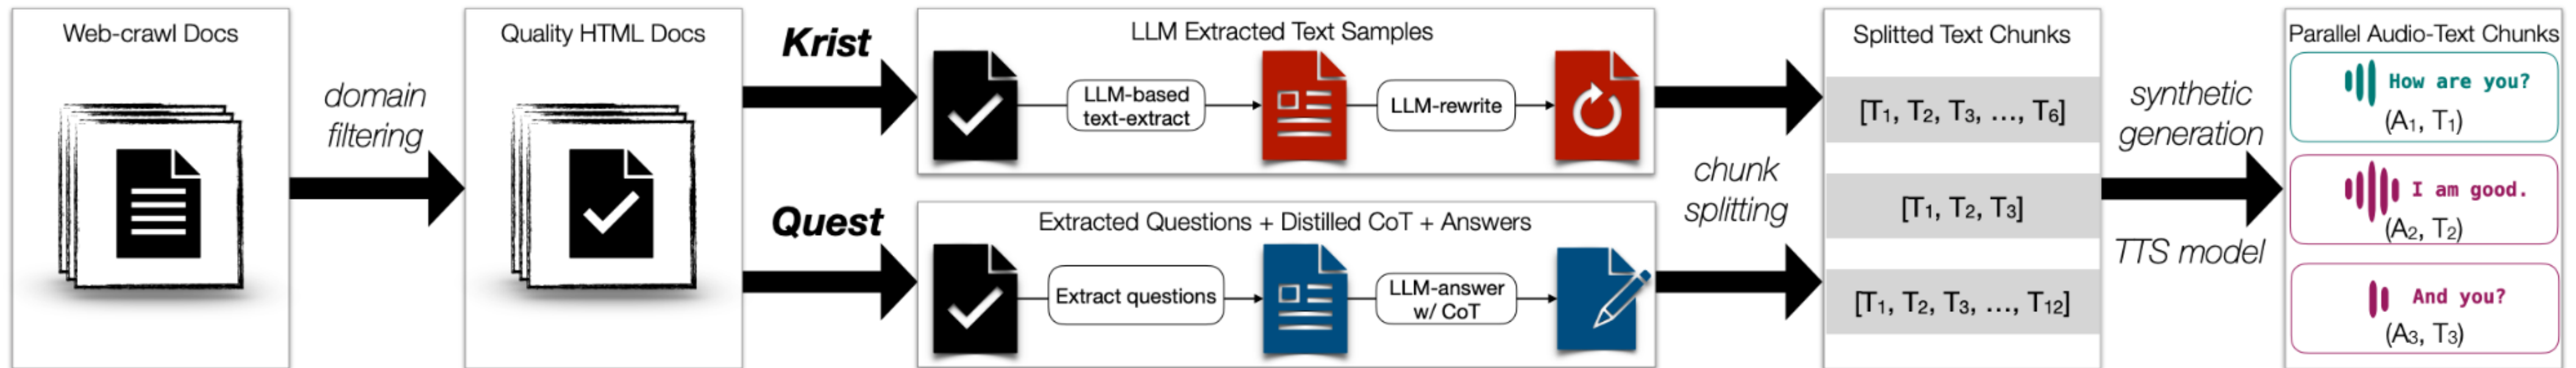 Web-crawl Docs
domain
filtering
Quality HTML Docs
Krist
LLM Extracted Text Samples
LLM-based
text-extract
LLM-rewrite
Quest
Extracted Questions + Distilled CoT + Answers
Extract questions
LLM-answer
w/ CoT
chunk
splitting
Splitted Text Chunks
[T₁, T₂, T₃, ..., T₆]
[T₁, T₂, T₃]
[T₁, T₂, T₃, ..., T₁₂]
synthetic
generation
TTS model
Parallel Audio-Text Chunks
How are you?
(A₁, T₁)
I am good.
(A₂, T₂)
And you?
(A₃, T₃)